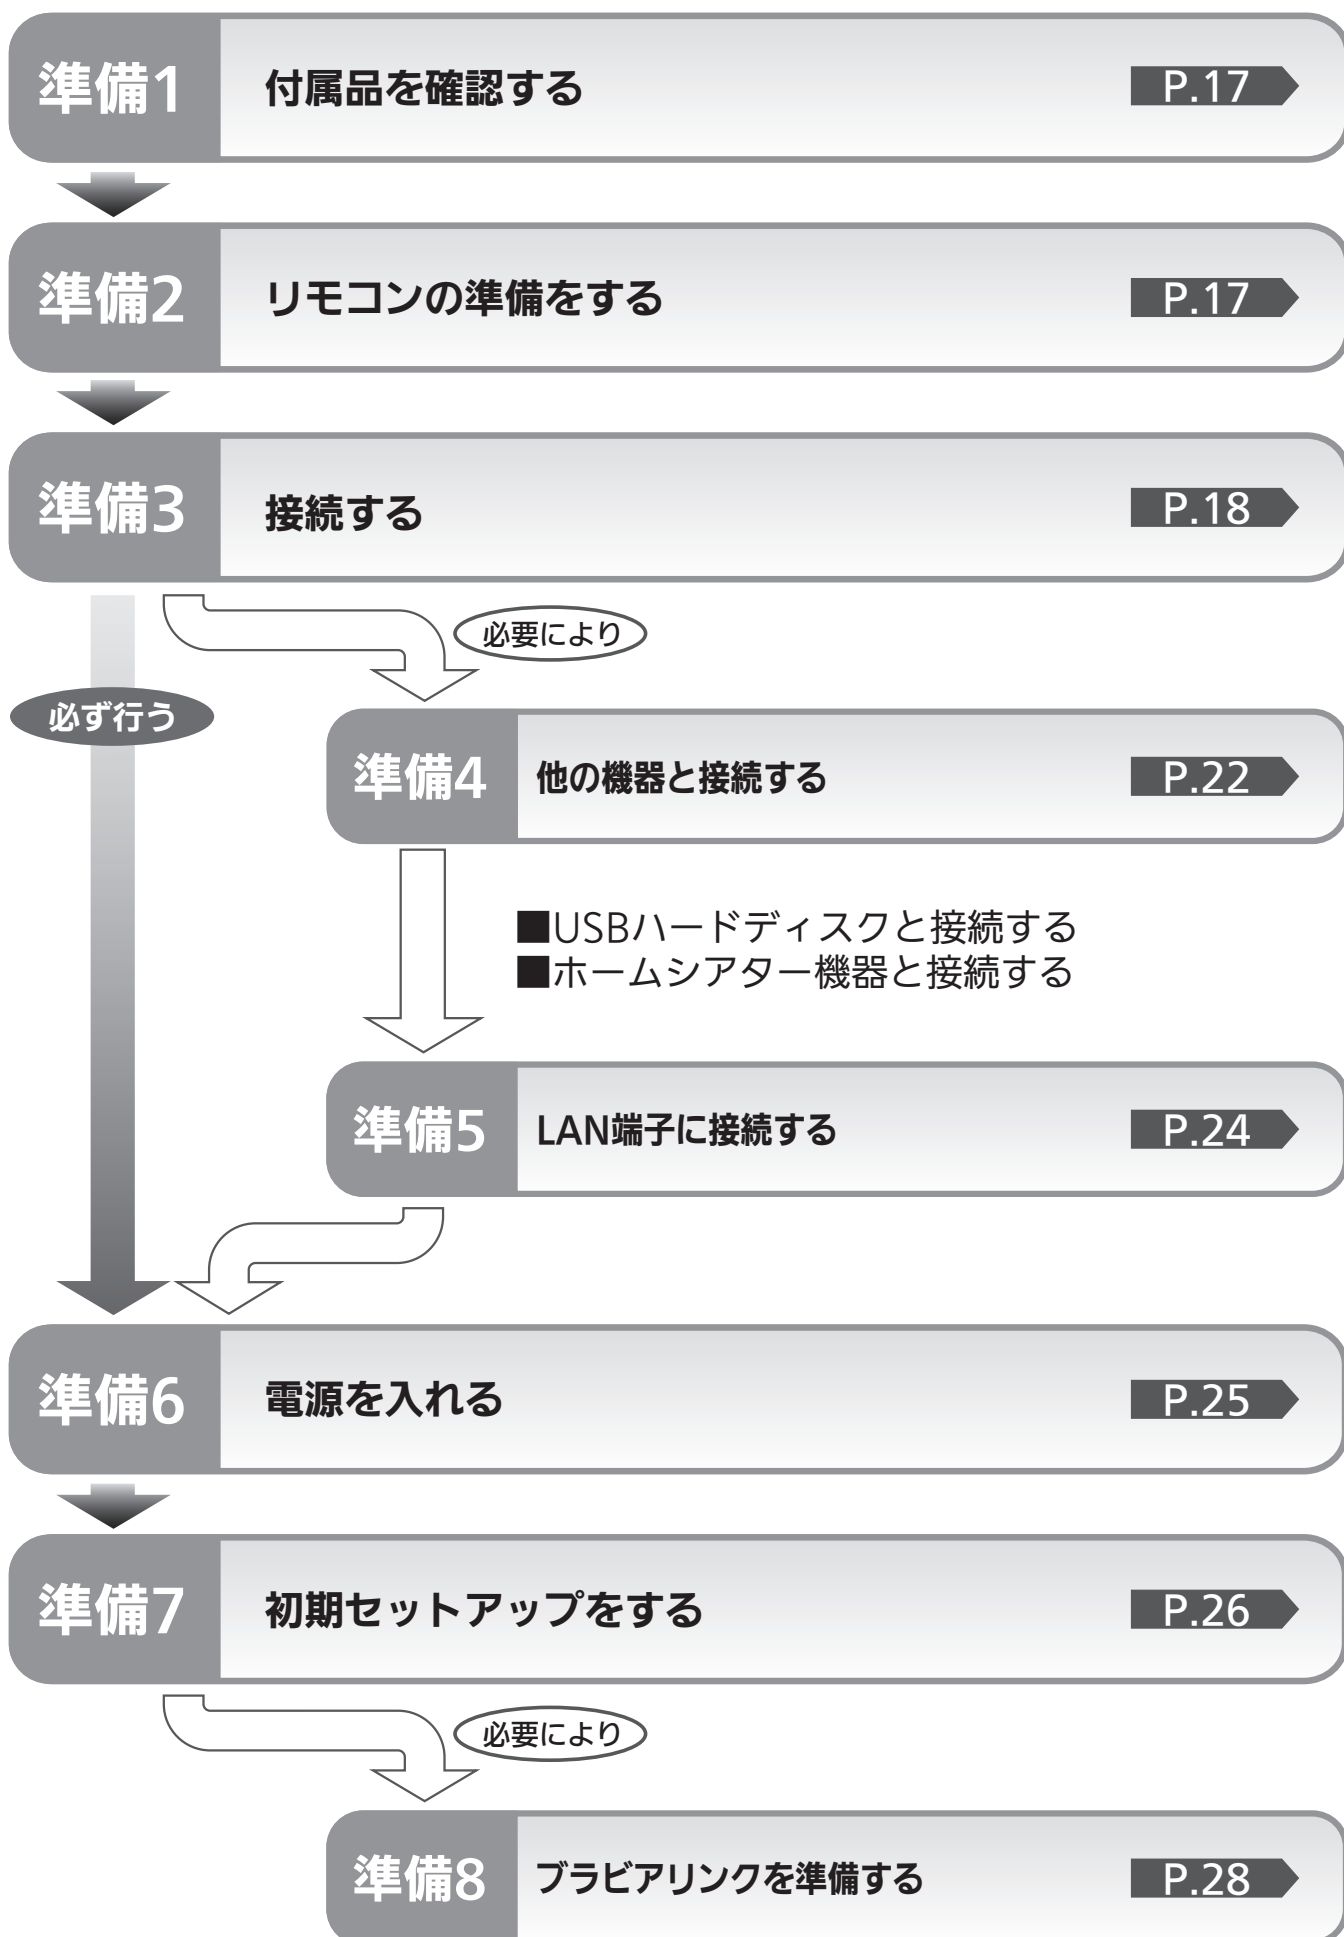 準備1 付属品を確認する P.17
準備2 リモコンの準備をする P.17
準備3 接続する P.18
必要により
必ず行う
準備4 他の機器と接続する P.22
■USBハードディスクと接続する
■ホームシアター機器と接続する
準備5 LAN端子に接続する P.24
準備6 電源を入れる P.25
準備7 初期セットアップをする P.26
必要により
準備8 ブラビアリンクを準備する P.28